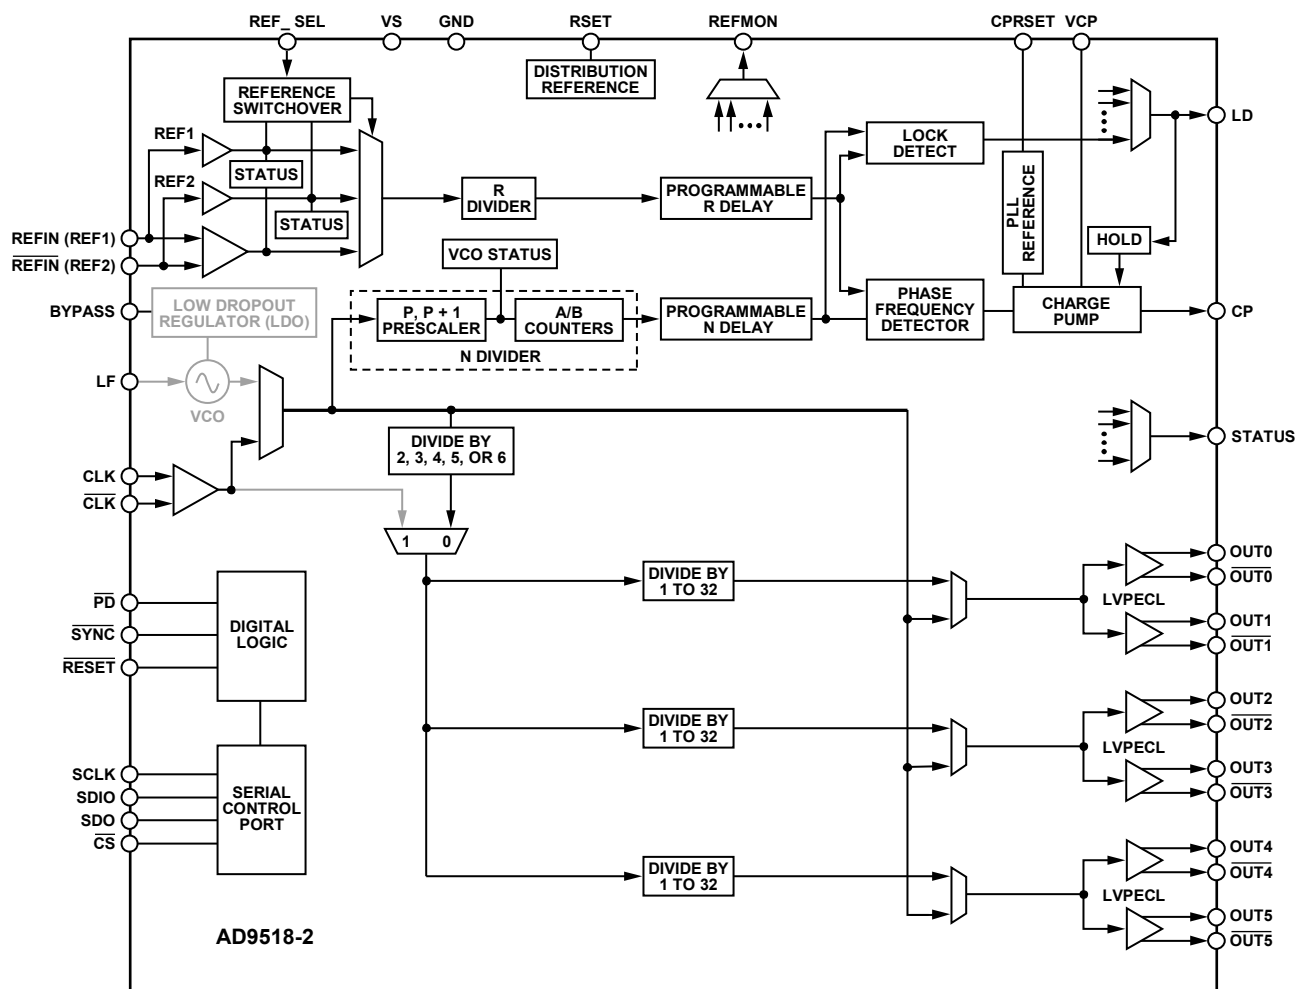 REF_ SEL
VS
GND
RSET
REFMON
CPRSET
VCP
REFERENCE
SWITCHOVER
DISTRIBUTION
REFERENCE
LD
REF1
STATUS
REF2
STATUS
R
DIVIDER
PROGRAMMABLE
R DELAY
LOCK
DETECT
PLL
REFERENCE
HOLD
REFIN (REF1)
REFIN (REF2)
VCO STATUS
BYPASS
LOW DROPOUT
REGULATOR (LDO)
P, P + 1
PRESCALER
A/B
COUNTERS
N DIVIDER
PROGRAMMABLE
N DELAY
PHASE
FREQUENCY
DETECTOR
CHARGE
PUMP
CP
LF
VCO
STATUS
DIVIDE BY
2, 3, 4, 5, OR 6
CLK
CLK
1 0
DIVIDE BY
1 TO 32
LVPECL
OUT0
OUT0
OUT1
OUT1
PD
SYNC
RESET
DIGITAL
LOGIC
DIVIDE BY
1 TO 32
LVPECL
OUT2
OUT2
OUT3
OUT3
SCLK
SDIO
SDO
CS
SERIAL
CONTROL
PORT
DIVIDE BY
1 TO 32
LVPECL
OUT4
OUT4
OUT5
OUT5
AD9518-2